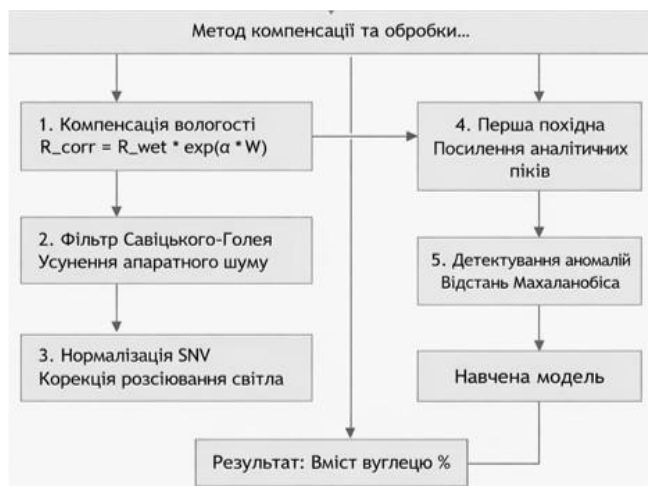 Метод компенсації та обробки…
1. Компенсація вологості
R_corr = R_wet * exp(α * W)
2. Фільтр Савіцького-Голея
Усунення апаратного шуму
3. Нормалізація SNV
Корекція розсіювання світла
4. Перша похідна
Посилення аналітичних
піків
5. Детектування аномалій
Відстань Махаланобіса
Навчена модель
Результат: Вміст вуглецю %